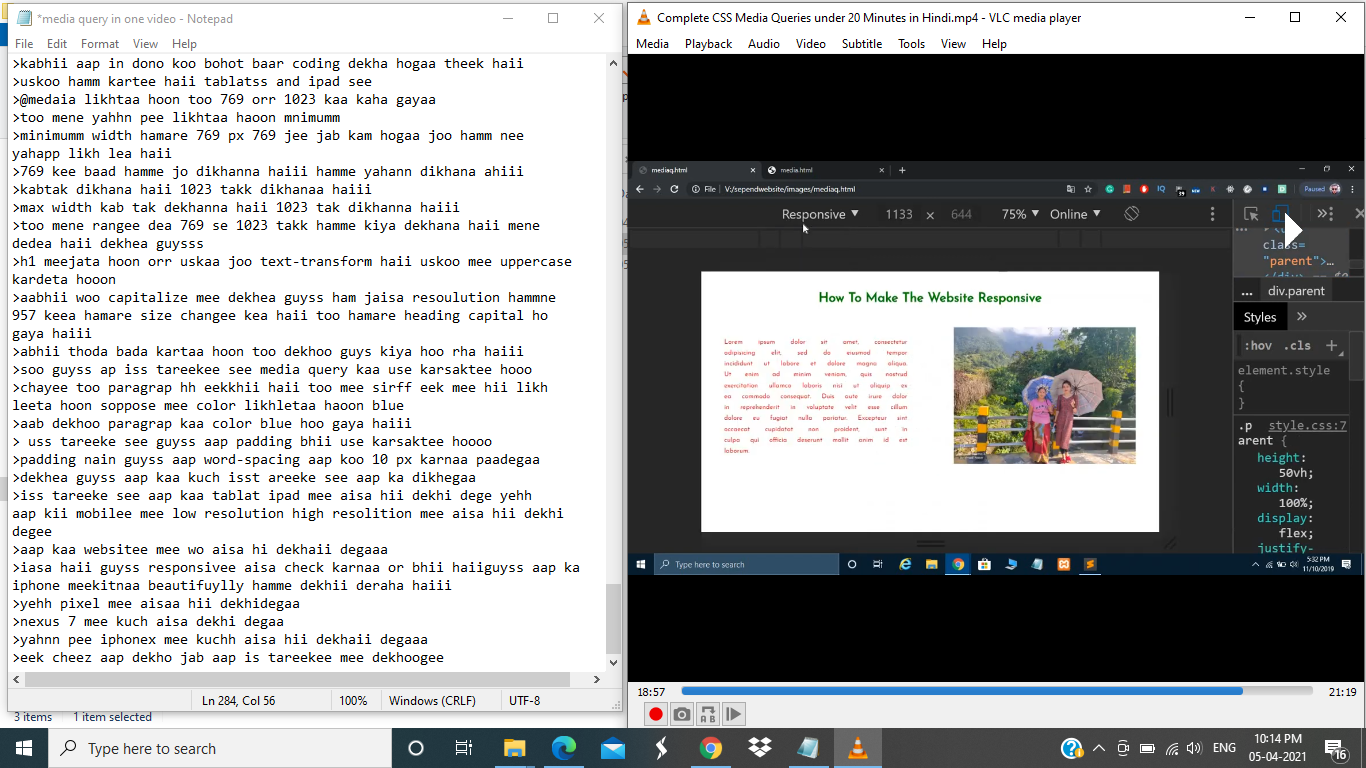 *media query in one video - Notepad
File Edit Format View Help
>kabhii aap in dono koo bohot baar coding dekha hogaa theek haii
>uskoo hamm kartee haii tablatss and ipad see
>@medaia likhtaa hoon too 769 orr 1023 kaa kaha gayaa
>too mene yahhn pee likhtaa haoon mnimumm
>minimumm width hamare 769 px 769 jee jab kam hogaa joo hamm nee
yahapp likh lea haii
>769 kee baad hamme jo dikhanna haiii hamme yahann dikhana ahiii
>kabtak dikhana haii 1023 takk dikhanaa haiii
>max width kab tak dekhanna haii 1023 tak dikhanna haiii
>too mene rangee dea 769 se 1023 takk hamme kiya dekhana haii mene
dedea haii dekhea guysss
>h1 meejata hoon orr uskaa joo text-transform haii uskoo mee uppercase
kardeta hooon
>aabhii woo capitalize mee dekhea guyss ham jaisa resoulution hammne
957 keea hamare size changee kea haii too hamare heading capital ho
gaya haiii
>abhii thoda bada kartaa hoon too dekhoo guys kiya hoo rha haiii
>soo guyss ap iss tareekee see media query kaa use karsaktee hooo
>chayee too paragrap hh eekkhii haii too mee sirff eek mee hii likh
leeta hoon soppose mee color likhletaa haoon blue
>aab dekhoo paragrap kaa color blue hoo gaya haiii
> uss tareeke see guyss aap padding bhii use karsaktee hoooo
>padding nain guyss aap word-spacing aap koo 10 px karnaa paadegaa
>dekhea guyss aap kaa kuch isst areeke see aap ka dikhegaa
>iss tareeke see aap kaa tablat ipad mee aisa hii dekhi dege yehh
aap kii mobilee mee low resolution high resolition mee aisa hii dekhi
degee
>aap kaa websitee mee wo aisa hi dekhaii degaaa
>iasa haii guyss responsivee aisa check karnaa or bhii haiiguyss aap ka
iphone meekitnaa beautifuylly hamme dekhii deraha haiii
>yehh pixel mee aisaa hii dekhidegaa
>nexus 7 mee kuch aisa dekhi degaa
>yahnn pee iphonex mee kuchh aisa hii dekhaii degaaa
>eek cheez aap dekho jab aap is tareekee mee dekhoogee
Ln 284, Col 56 100% Windows (CRLF) UTF-8
3 items 1 item selected
Complete CSS Media Queries under 20 Minutes in Hindi.mp4 - VLC media player
Media Playback Audio Video Subtitle Tools View Help
mediaq.html media.html
File V:/sependwebsite/images/mediaq.html Paused
Responsive 1133 × 644 75% Online
class=
"parent">…
… div.parent
Styles
:hov .cls +
element.style
{
}
.p style.css:7
arent {
height:
50vh;
width:
100%;
display:
flex;
justify-
How To Make The Website Responsive
Lorem ipsum dolor sit amet, consectetur
adipisicing elit, sed do eiusmod tempor
incididunt ut labore et dolore magna aliqua.
Ut enim ad minim veniam, quis nostrud
exercitation ullamco laboris nisi ut aliquip ex
ea commodo consequat. Duis aute irure dolor
in reprehenderit in voluptate velit esse cillum
dolore eu fugiat nulla pariatur. Excepteur sint
occaecat cupidatat non proident, sunt in
culpa qui officia deserunt mollit anim id est
laborum.
Type here to search
5:32 PM
11/10/2019
18:57 21:19
Type here to search
ENG
10:14 PM
05-04-2021
16